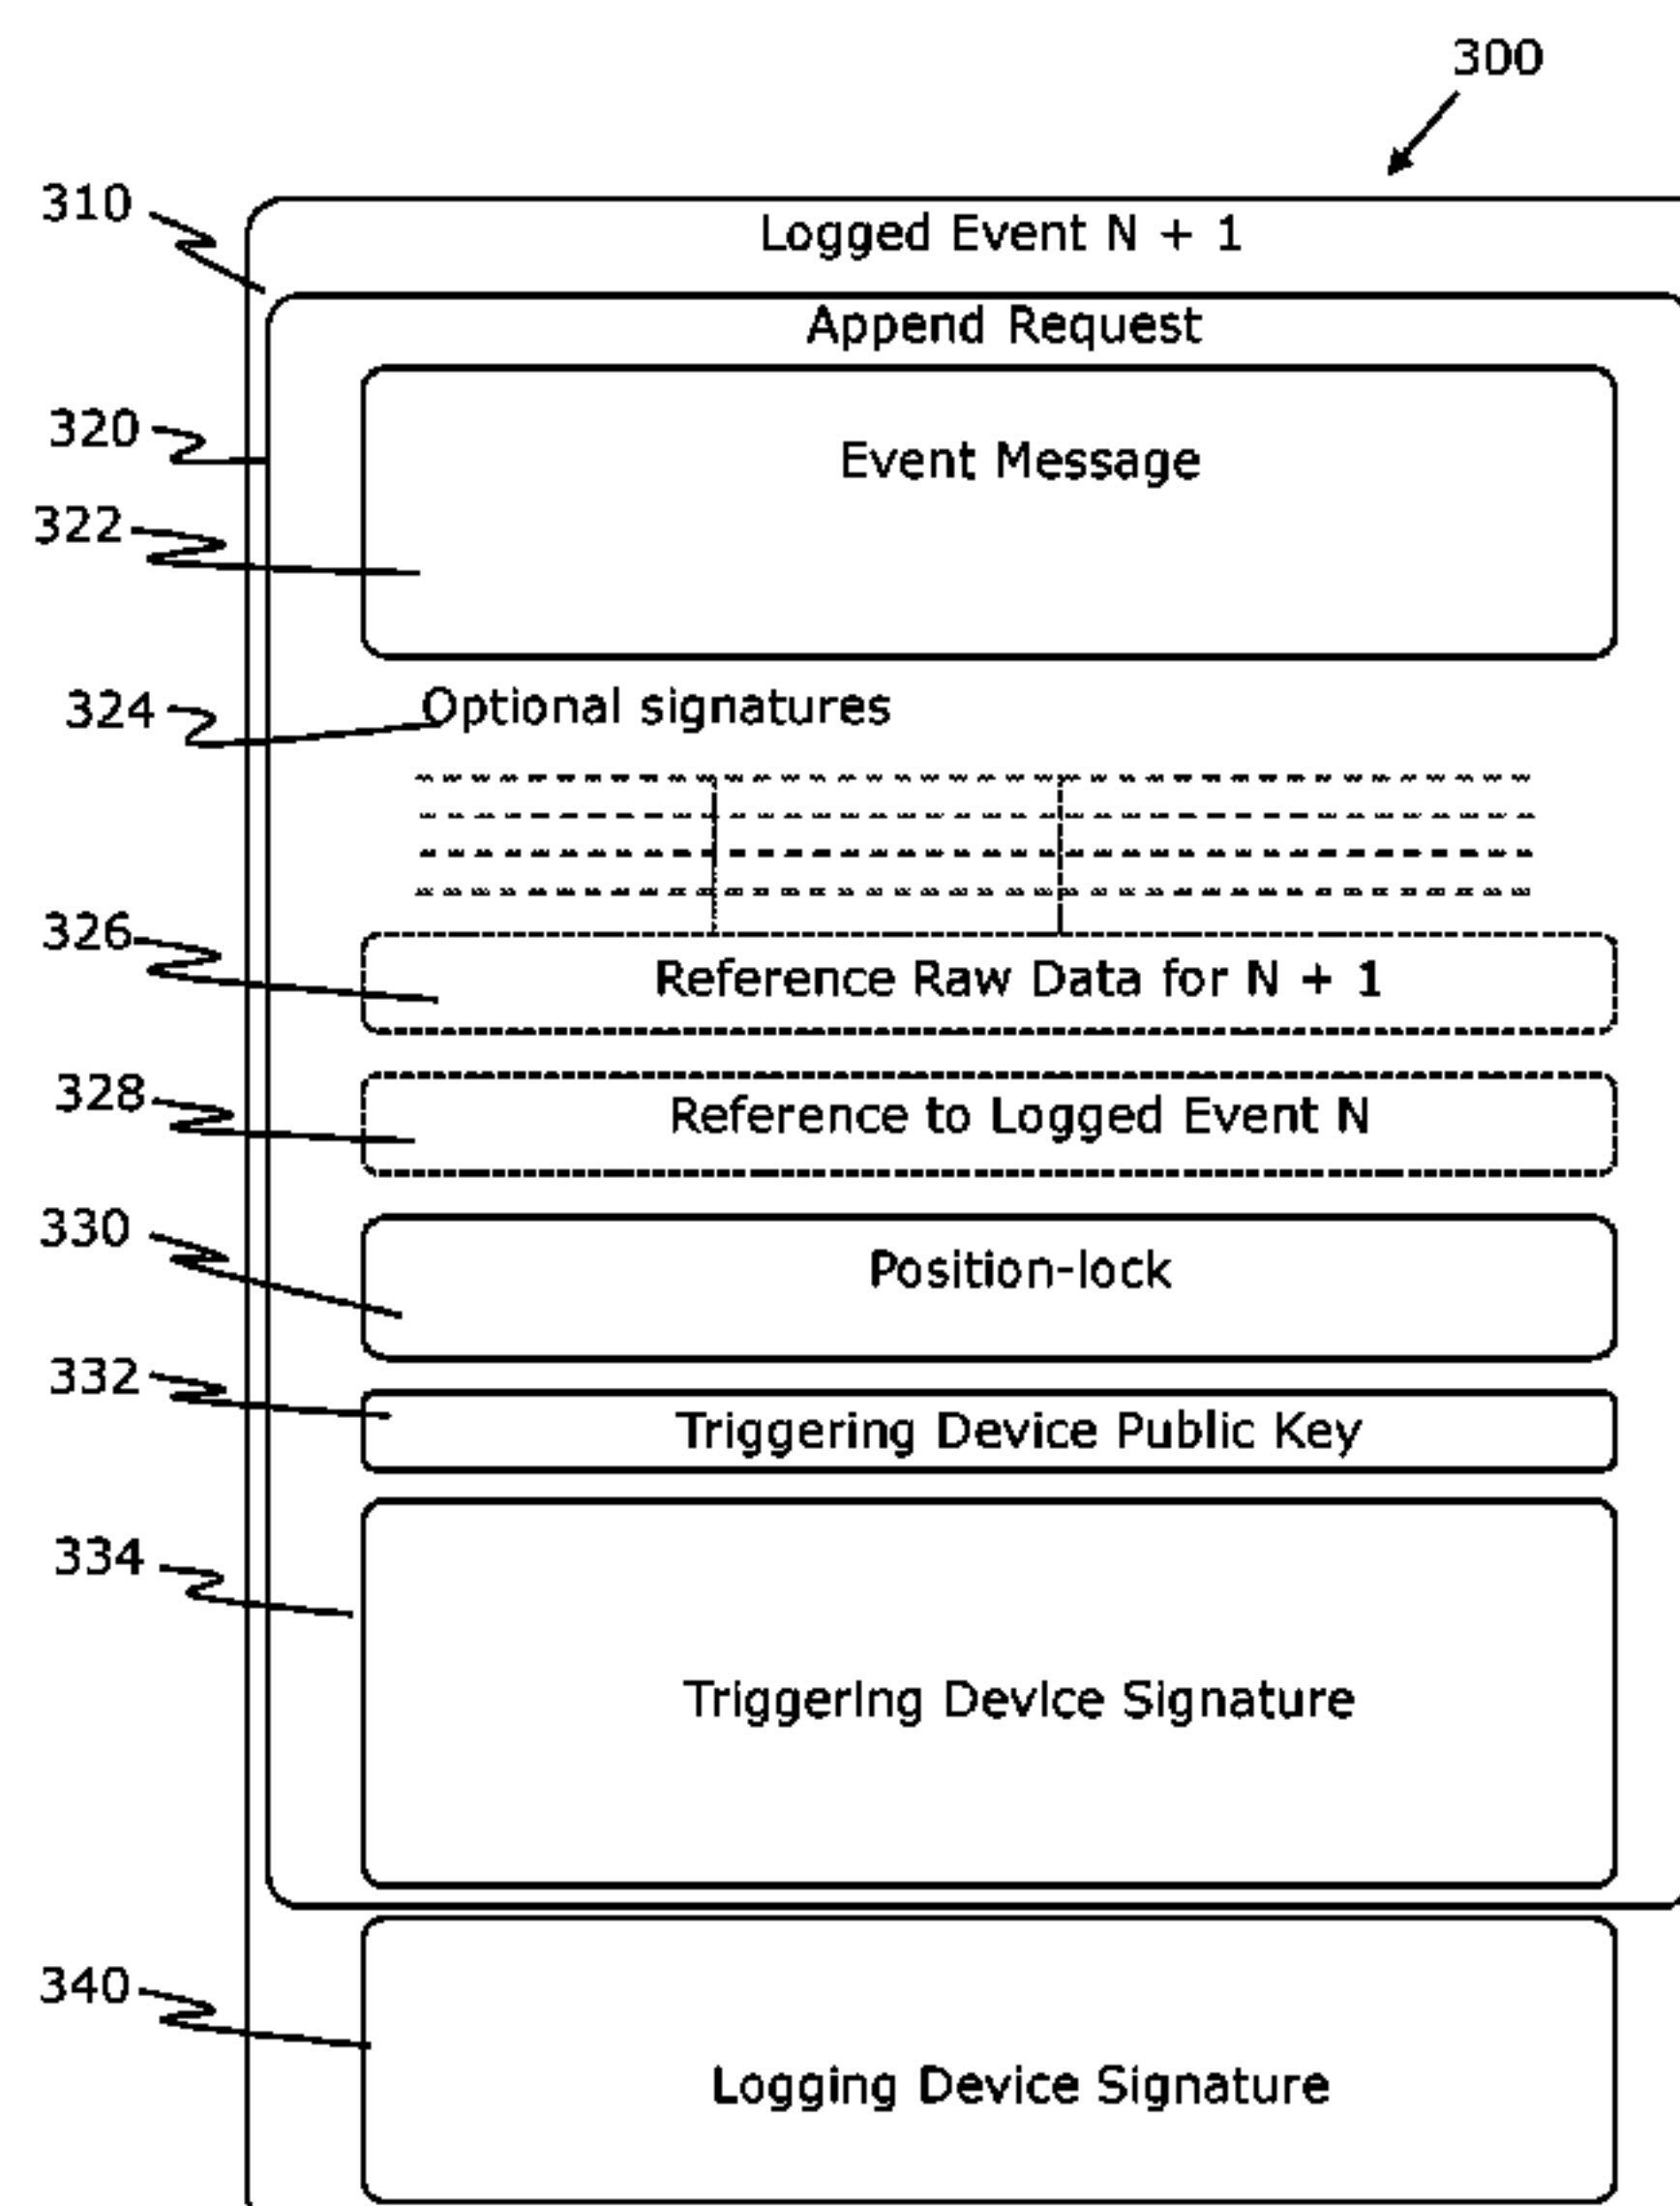 300
310
Logged Event N + 1
Append Request
320
Event Message
322
324
Optional signatures
326
Reference Raw Data for N + 1
328
Reference to Logged Event N
330
Position-lock
332
Triggering Device Public Key
334
Triggering Device Signature
340
Logging Device Signature